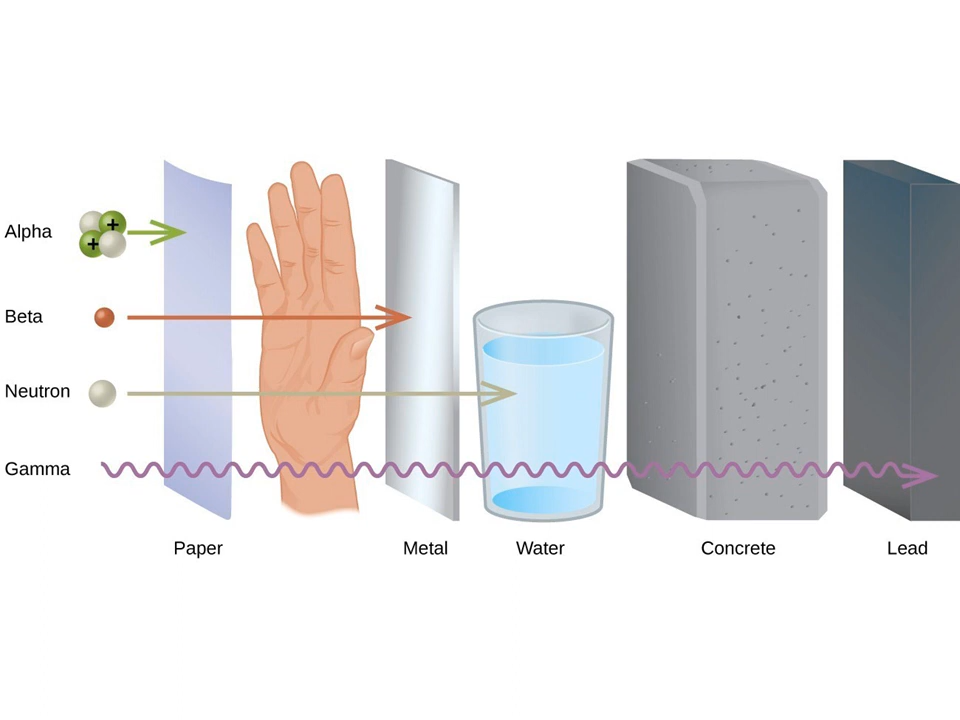 Alpha
+
+
Beta
Neutron
Gamma
Paper
Metal
Water
Concrete
Lead